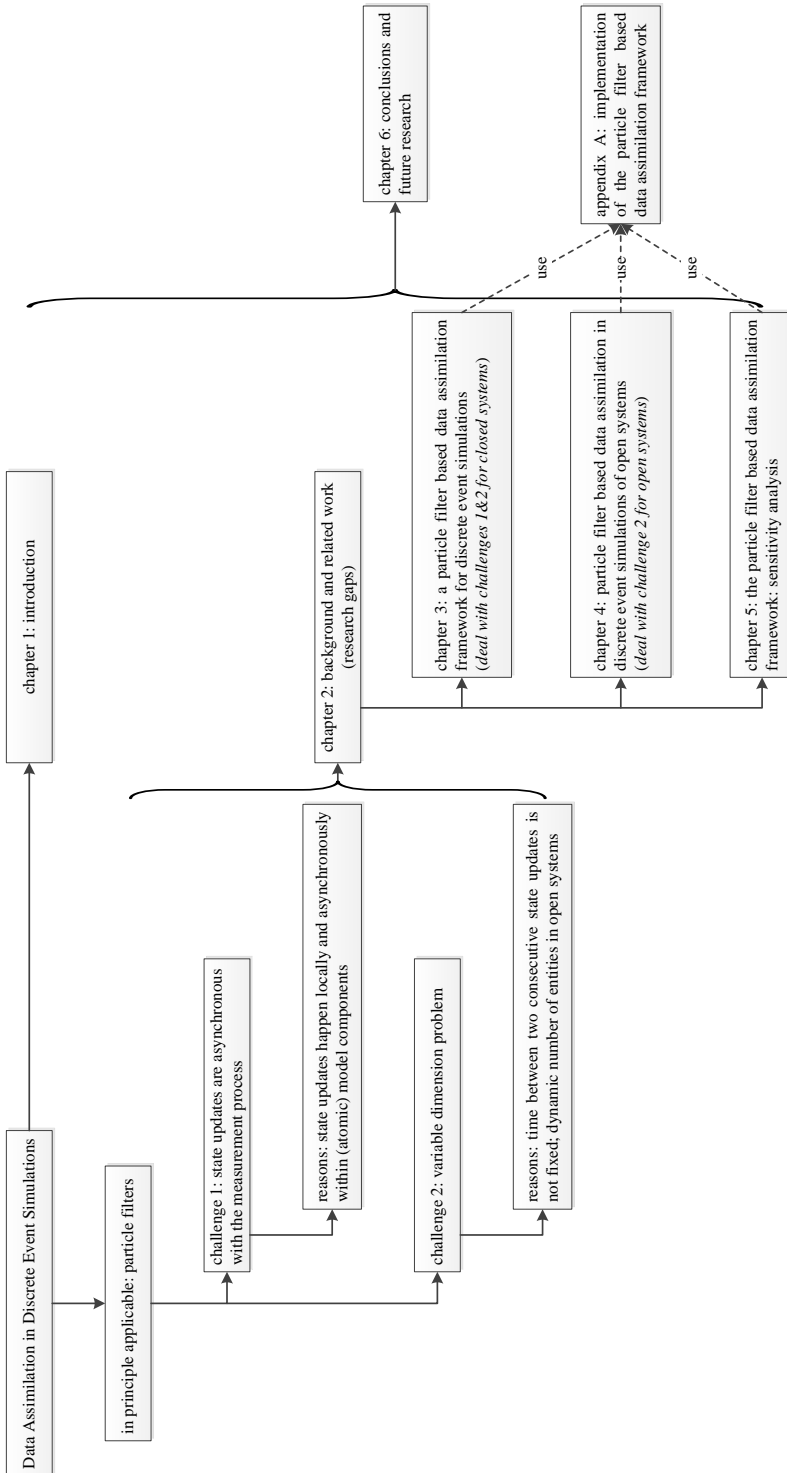 Data Assimilation in Discrete Event Simulations
chapter 1: introduction
in principle applicable: particle filters
challenge 1: state updates are asynchronous
with the measurement process
reasons: state updates happen locally and asynchronously
within (atomic) model components
challenge 2: variable dimension problem
reasons: time between two consecutive state updates is
not fixed; dynamic number of entities in open systems
chapter 2: background and related work
(research gaps)
chapter 3: a particle filter based data assimilation
framework for discrete event simulations
(deal with challenges 1&2 for closed systems)
chapter 4: particle filter based data assimilation in
discrete event simulations of open systems
(deal with challenge 2 for open systems)
chapter 5: the particle filter based data assimilation
framework: sensitivity analysis
use
use
use
chapter 6: conclusions and
future research
appendix A: implementation
of the particle filter based
data assimilation framework